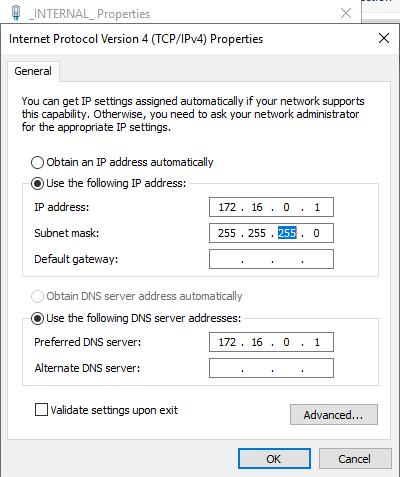 _INTERNAL_ Properties
Internet Protocol Version 4 (TCP/IPv4) Properties
General
You can get IP settings assigned automatically if your network supports
this capability. Otherwise, you need to ask your network administrator
for the appropriate IP settings.
Obtain an IP address automatically
Use the following IP address:
IP address: 172 . 16 . 0 . 1
Subnet mask: 255 . 255 . 255 . 0
Default gateway: . . .
Obtain DNS server address automatically
Use the following DNS server addresses:
Preferred DNS server: 172 . 16 . 0 . 1
Alternate DNS server: . . .
Validate settings upon exit
Advanced...
OK Cancel